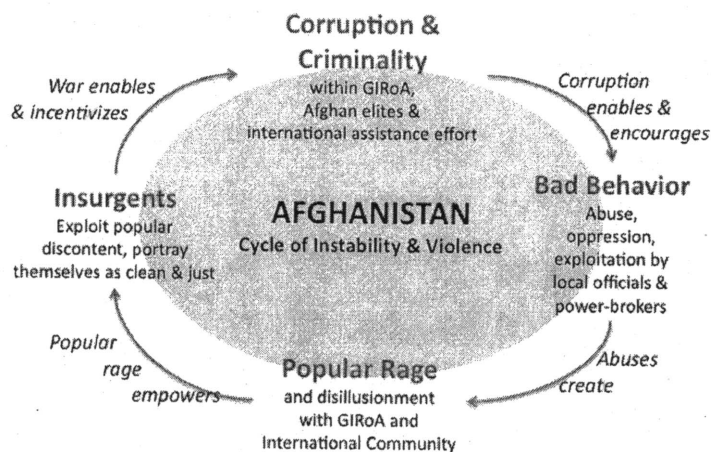 Corruption &
Criminality
within GIRoA,
Afghan elites &
international assistance effort
Corruption
enables &
encourages
Bad Behavior
Abuse,
oppression,
exploitation by
local officials &
power-brokers
Abuses
create
Popular Rage
and disillusionment
with GIRoA and
International Community
Popular
rage
empowers
Insurgents
Exploit popular
discontent, portray
themselves as clean & just
War enables
& incentivizes
AFGHANISTAN
Cycle of Instability & Violence